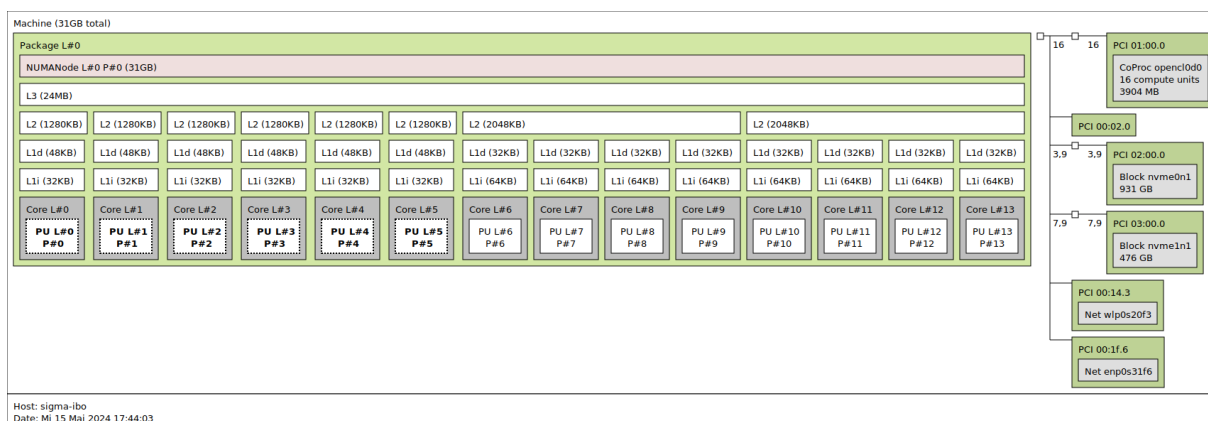 Machine (31GB total)
Package L#0
NUMANode L#0 P#0 (31GB)
L3 (24MB)
L2 (1280KB) L2 (1280KB) L2 (1280KB) L2 (1280KB) L2 (1280KB) L2 (1280KB) L2 (2048KB) L2 (2048KB)
L1d (48KB) L1d (48KB) L1d (48KB) L1d (48KB) L1d (48KB) L1d (48KB) L1d (32KB) L1d (32KB) L1d (32KB) L1d (32KB) L1d (32KB) L1d (32KB) L1d (32KB) L1d (32KB)
L1i (32KB) L1i (32KB) L1i (32KB) L1i (32KB) L1i (32KB) L1i (32KB) L1i (64KB) L1i (64KB) L1i (64KB) L1i (64KB) L1i (64KB) L1i (64KB) L1i (64KB) L1i (64KB)
Core L#0 Core L#1 Core L#2 Core L#3 Core L#4 Core L#5 Core L#6 Core L#7 Core L#8 Core L#9 Core L#10 Core L#11 Core L#12 Core L#13
PU L#0 PU L#1 PU L#2 PU L#3 PU L#4 PU L#5 PU L#6 PU L#7 PU L#8 PU L#9 PU L#10 PU L#11 PU L#12 PU L#13
P#0 P#1 P#2 P#3 P#4 P#5 P#6 P#7 P#8 P#9 P#10 P#11 P#12 P#13
16 16 PCI 01:00.0
CoProc opencl0d0
16 compute units
3904 MB
PCI 00:02.0
3,9 3,9 PCI 02:00.0
Block nvme0n1
931 GB
7,9 7,9 PCI 03:00.0
Block nvme1n1
476 GB
PCI 00:14.3
Net wlp0s20f3
PCI 00:1f.6
Net enp0s31f6
Host: sigma-ibo
Date: Mi 15 Mai 2024 17:44:03